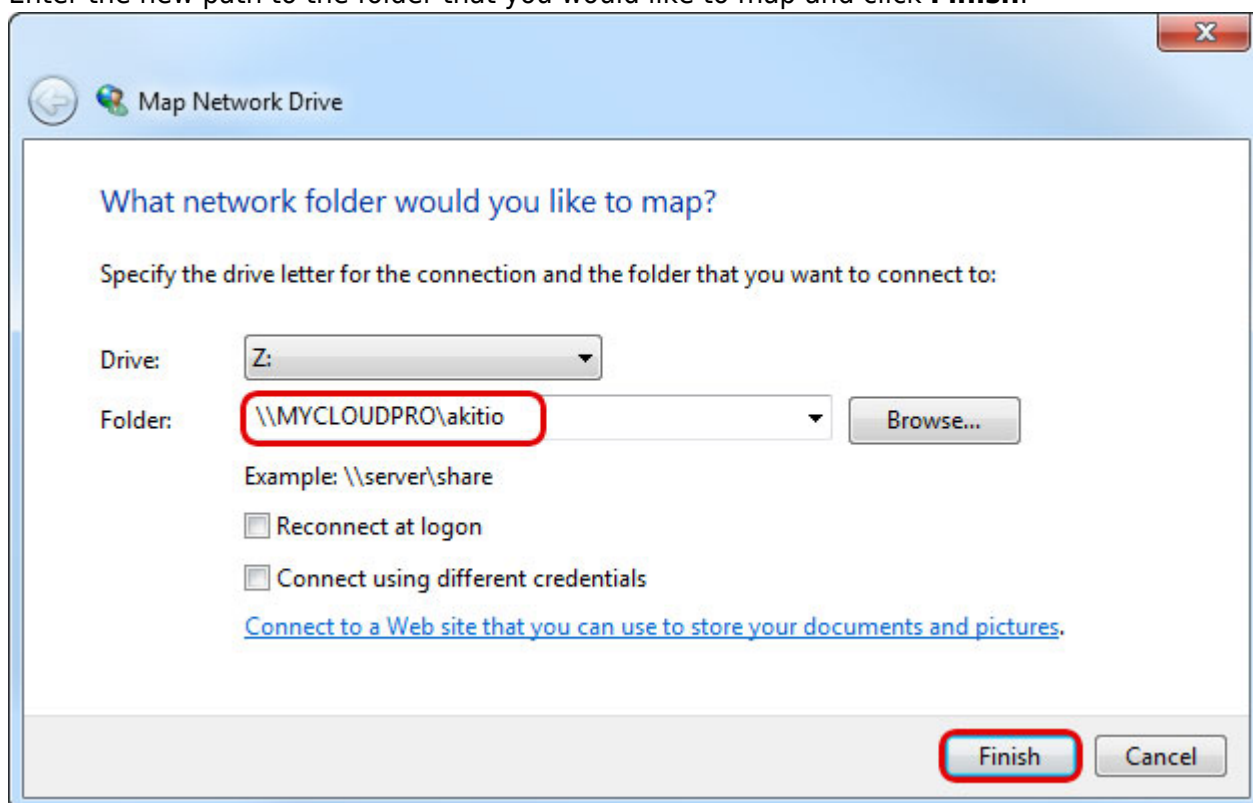 Enter the new path to the folder that you would like to map and click Finish.
Map Network Drive
What network folder would you like to map?
Specify the drive letter for the connection and the folder that you want to connect to:
Drive: Z:
Folder: \\MYCLOUDPRO\akitio Browse...
Example: \\server\share
Reconnect at logon
Connect using different credentials
Connect to a Web site that you can use to store your documents and pictures.
Finish Cancel